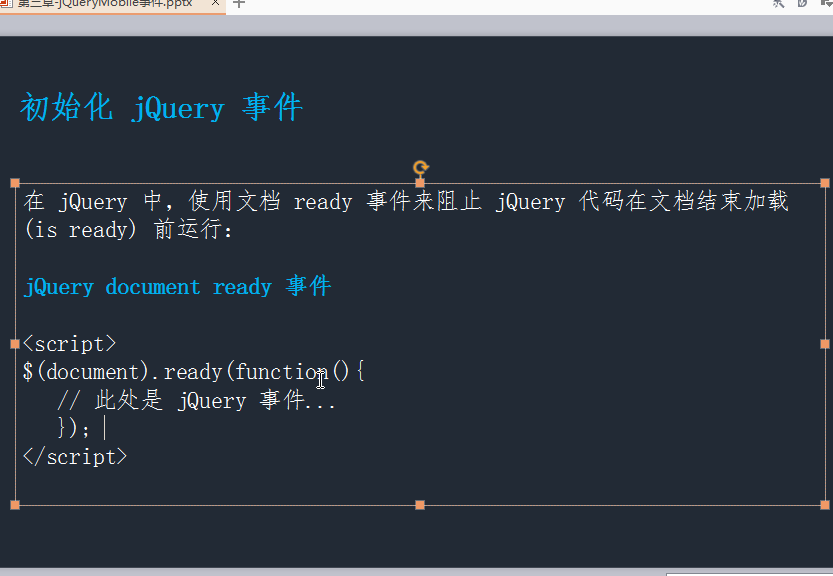 第三章-jQueryMobile事件.pptx
初始化 jQuery 事件
在 jQuery 中，使用文档 ready 事件来阻止 jQuery 代码在文档结束加载
(is ready) 前运行：
jQuery document ready 事件
<script>
$(document).ready(function(){
// 此处是 jQuery 事件...
});
</script>